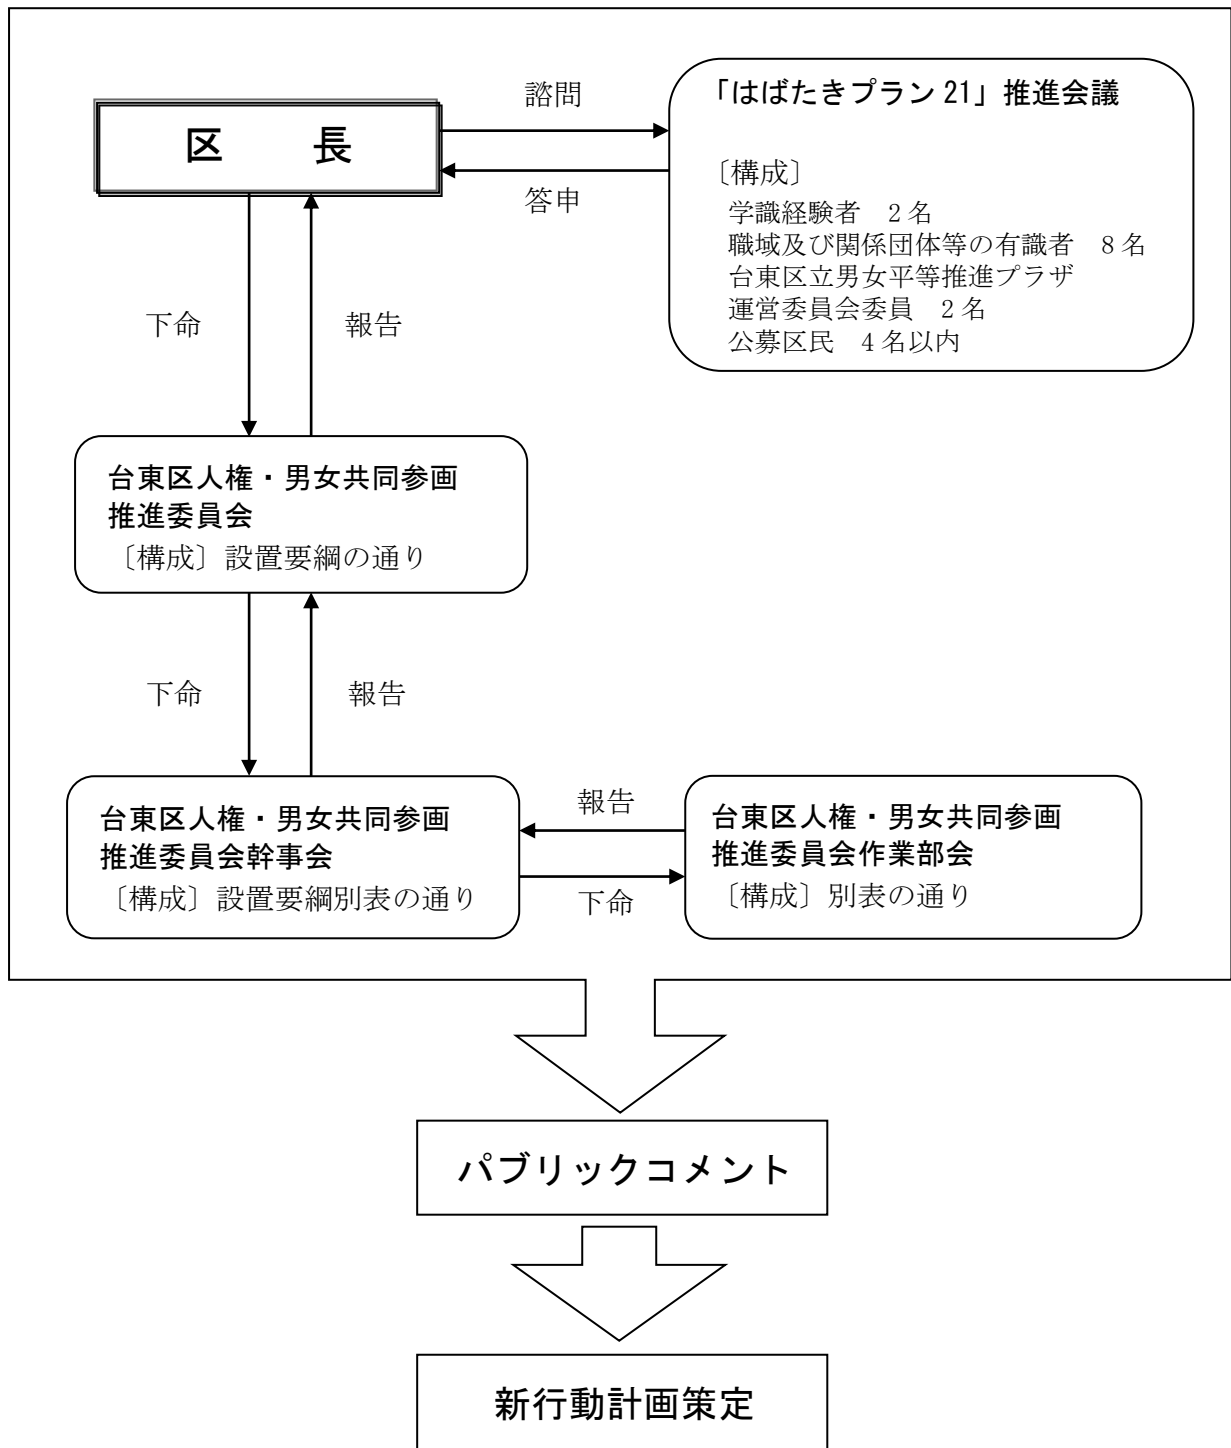 諮問
「はばたきプラン 21」推進会議
区　　長
〔構成〕
答申
学識経験者　2 名
職域及び関係団体等の有識者　8 名
台東区立男女平等推進プラザ
運営委員会委員　2 名
公募区民　4 名以内
下命
報告
台東区人権・男女共同参画
推進委員会
〔構成〕設置要綱の通り
下命
報告
台東区人権・男女共同参画
推進委員会幹事会
〔構成〕設置要綱別表の通り
報告
下命
台東区人権・男女共同参画
推進委員会作業部会
〔構成〕別表の通り
パブリックコメント
新行動計画策定